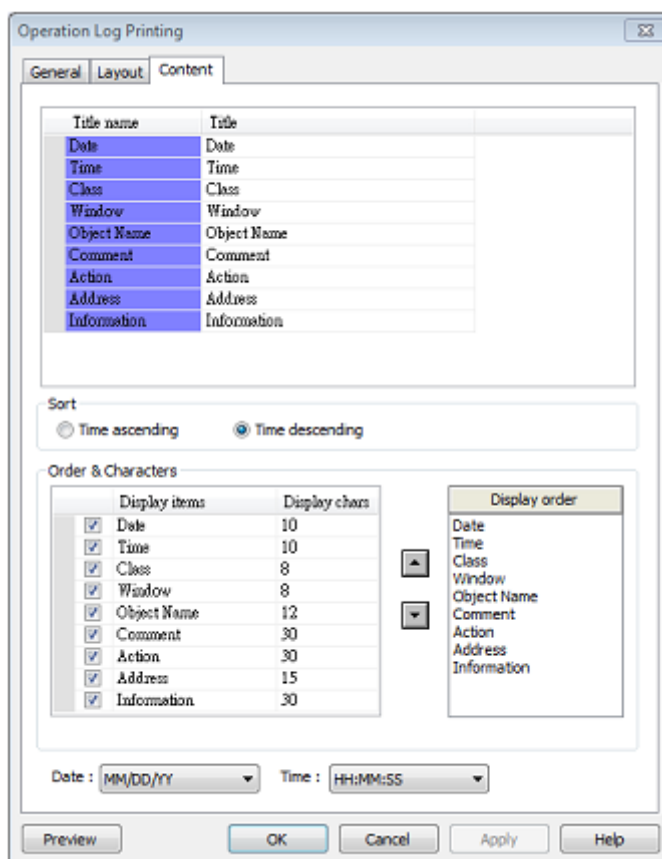 Operation Log Printing
General Layout Content
Title name Title
Date Date
Time Time
Class Class
Window Window
Object Name Object Name
Comment Comment
Action Action
Address Address
Information Information
Sort
Time ascending Time descending
Order & Characters
Display items Display chars
Date 10
Time 10
Class 8
Window 8
Object Name 12
Comment 30
Action 30
Address 15
Information 30
Display order
Date
Time
Class
Window
Object Name
Comment
Action
Address
Information
Date : MM/DD/YY Time : HH:MM:SS
Preview OK Cancel Apply Help